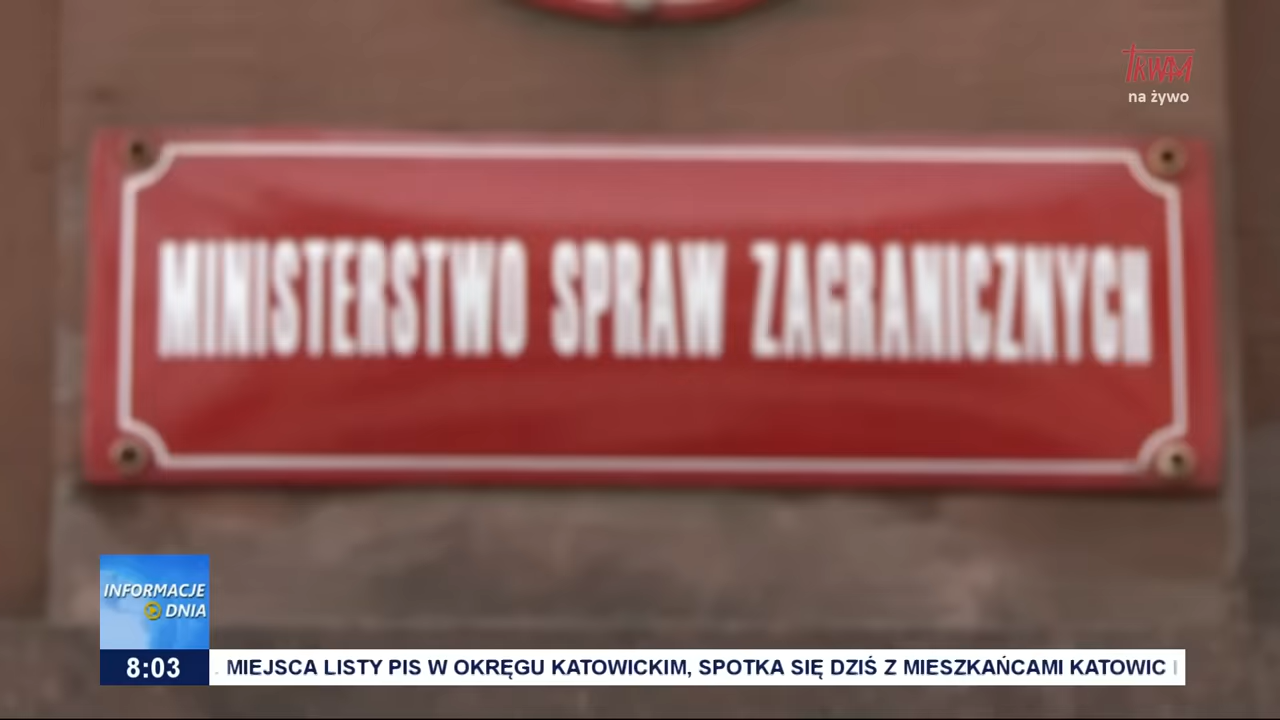 TRWAM
na żywo
MINISTERSTWO SPRAW ZAGRANICZNYCH
INFORMACJE
DNIA
8:03
. MIEJSCA LISTY PIS W OKRĘGU KATOWICKIM, SPOTKA SIĘ DZIŚ Z MIESZKAŃCAMI KATOWIC